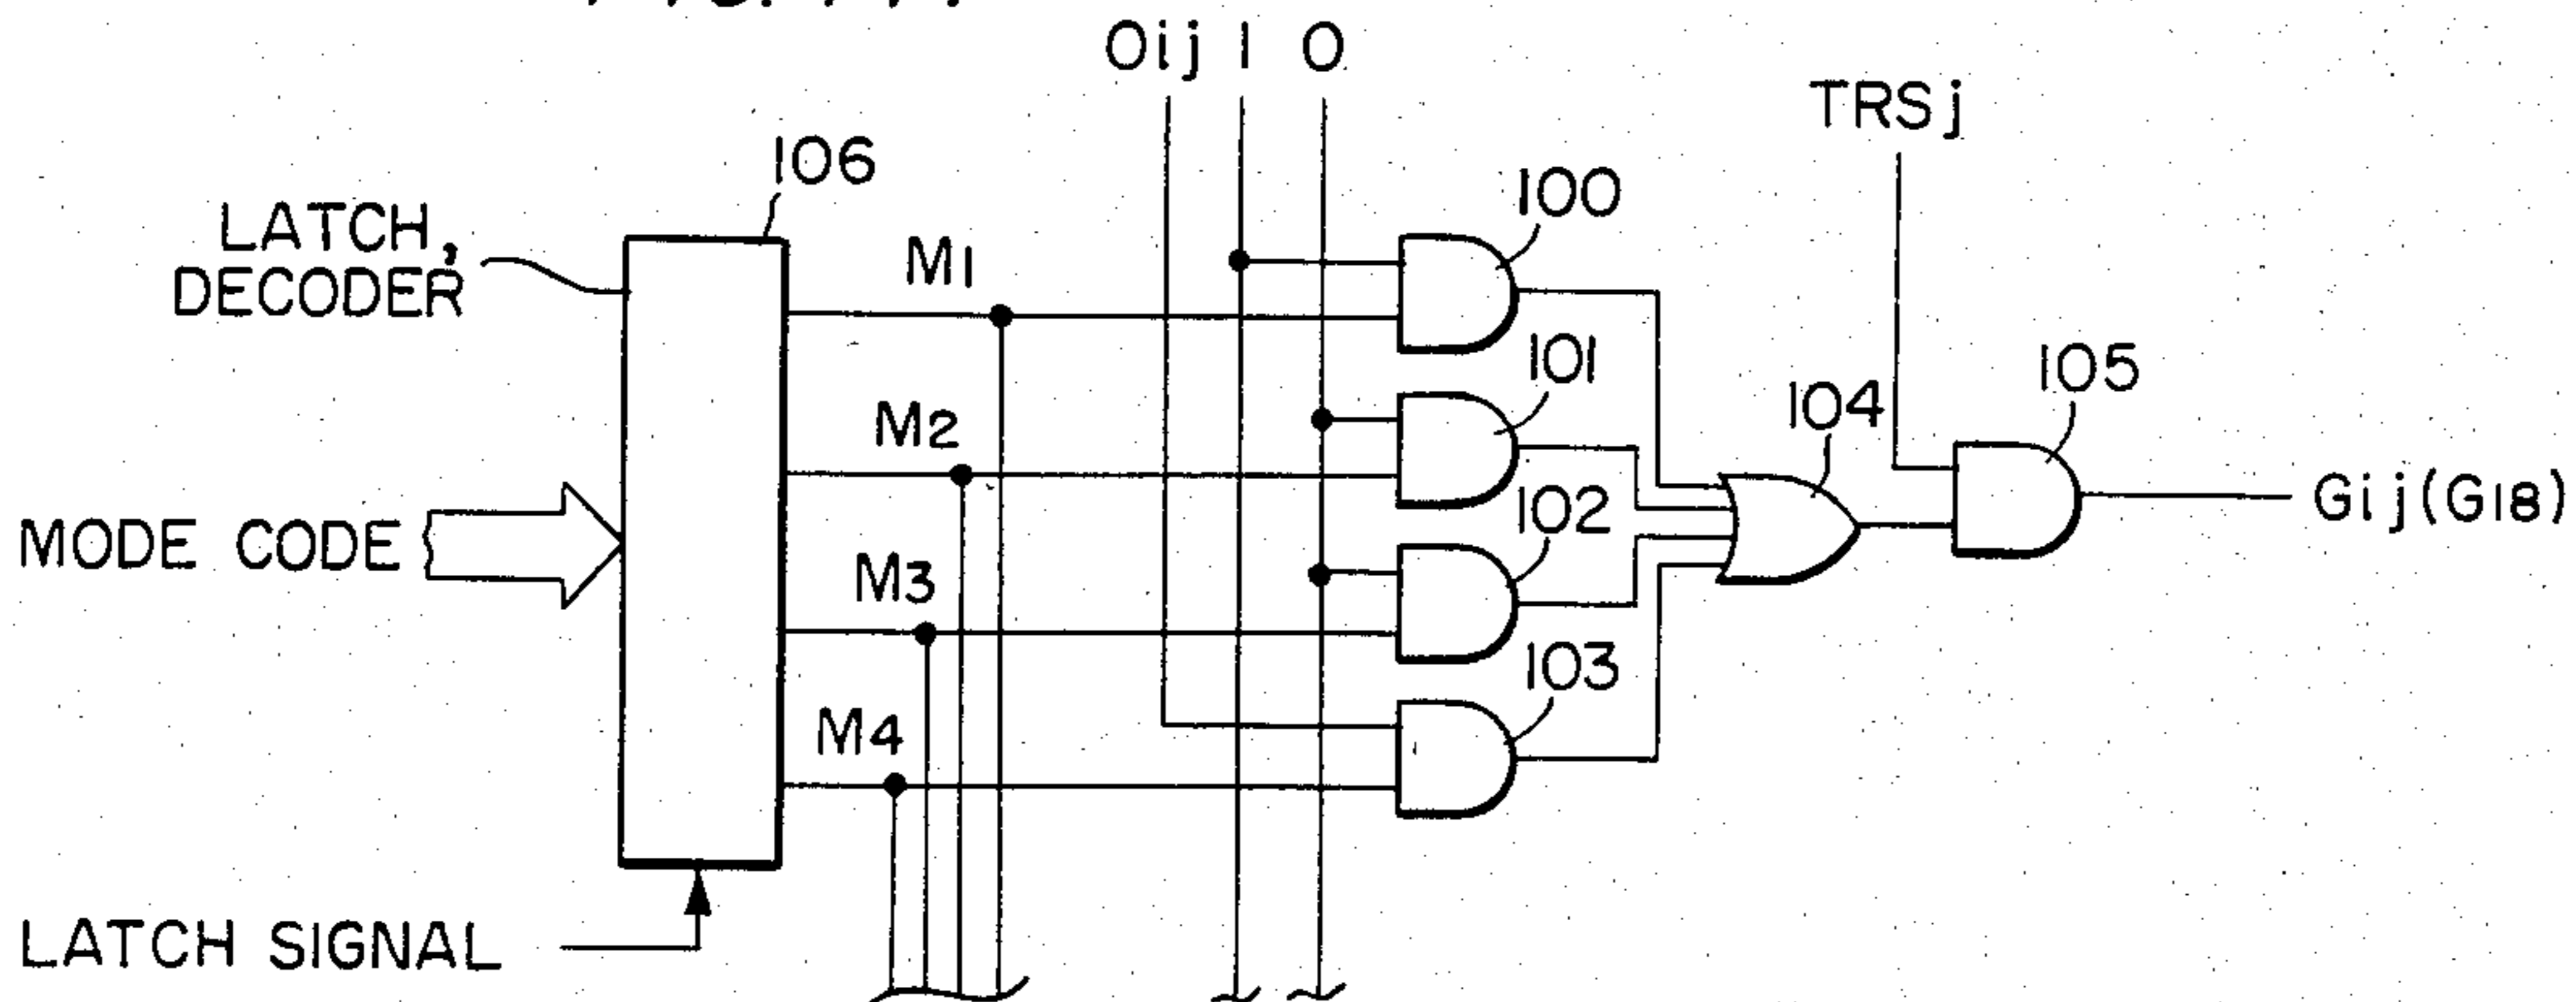 Oij 1 0
TRSj
106
100
LATCH,
DECODER
M1
101
105
104
M2
MODE CODE
102
Gij(G18)
M3
103
M4
LATCH SIGNAL